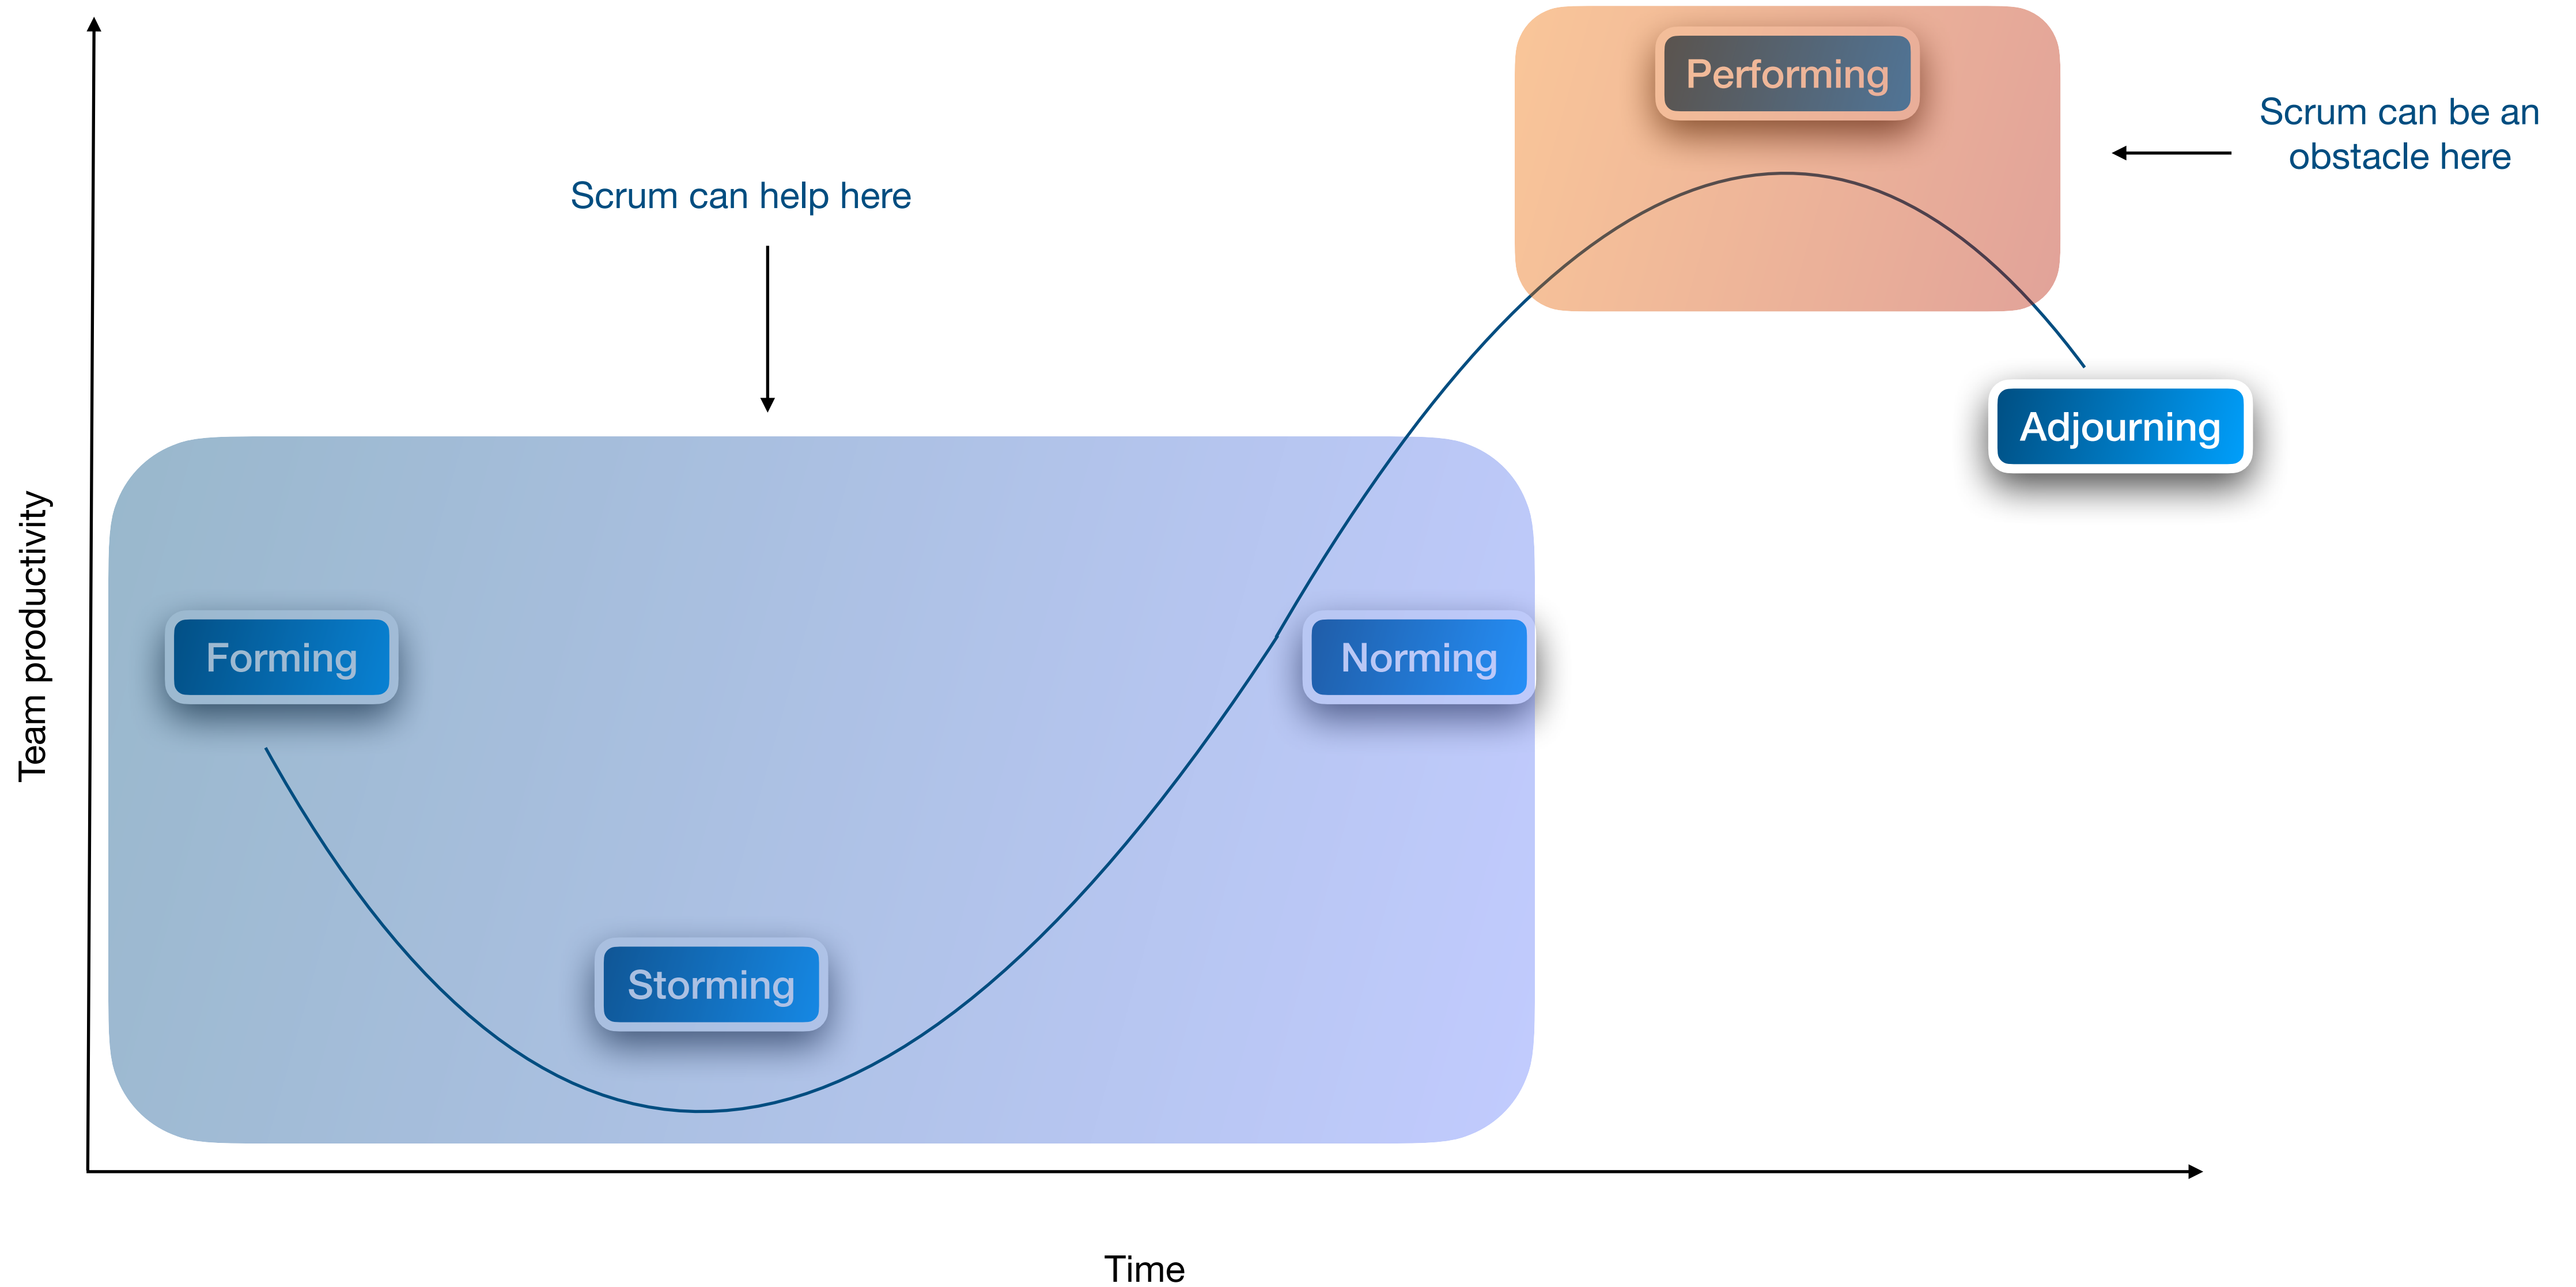 Performing
Scrum can be an
obstacle here
Scrum can help here
Adjourning
Team productivity
Forming
Norming
Storming
Time